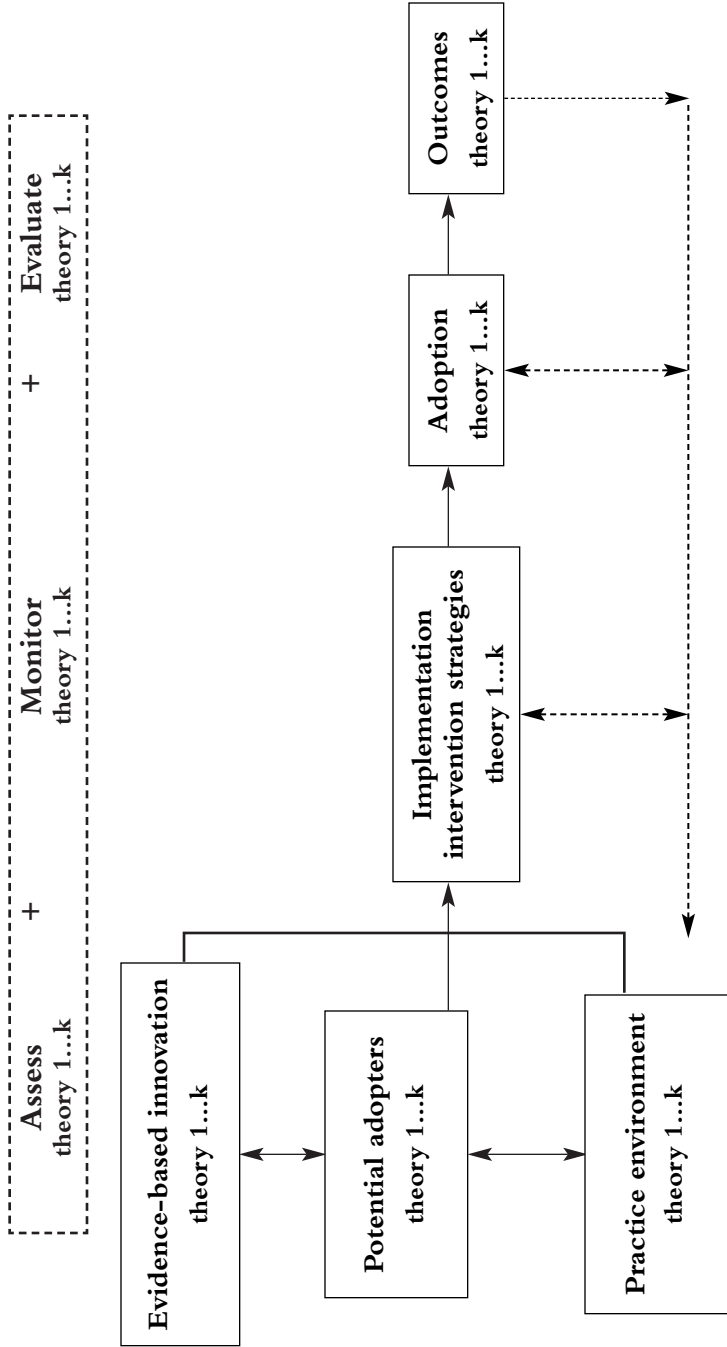 Assess
theory 1...k
+
Monitor
theory 1...k
+
Evaluate
theory 1...k
Evidence-based innovation
theory 1...k
Potential adopters
theory 1...k
Practice environment
theory 1...k
Implementation
intervention strategies
theory 1...k
Adoption
theory 1...k
Outcomes
theory 1...k